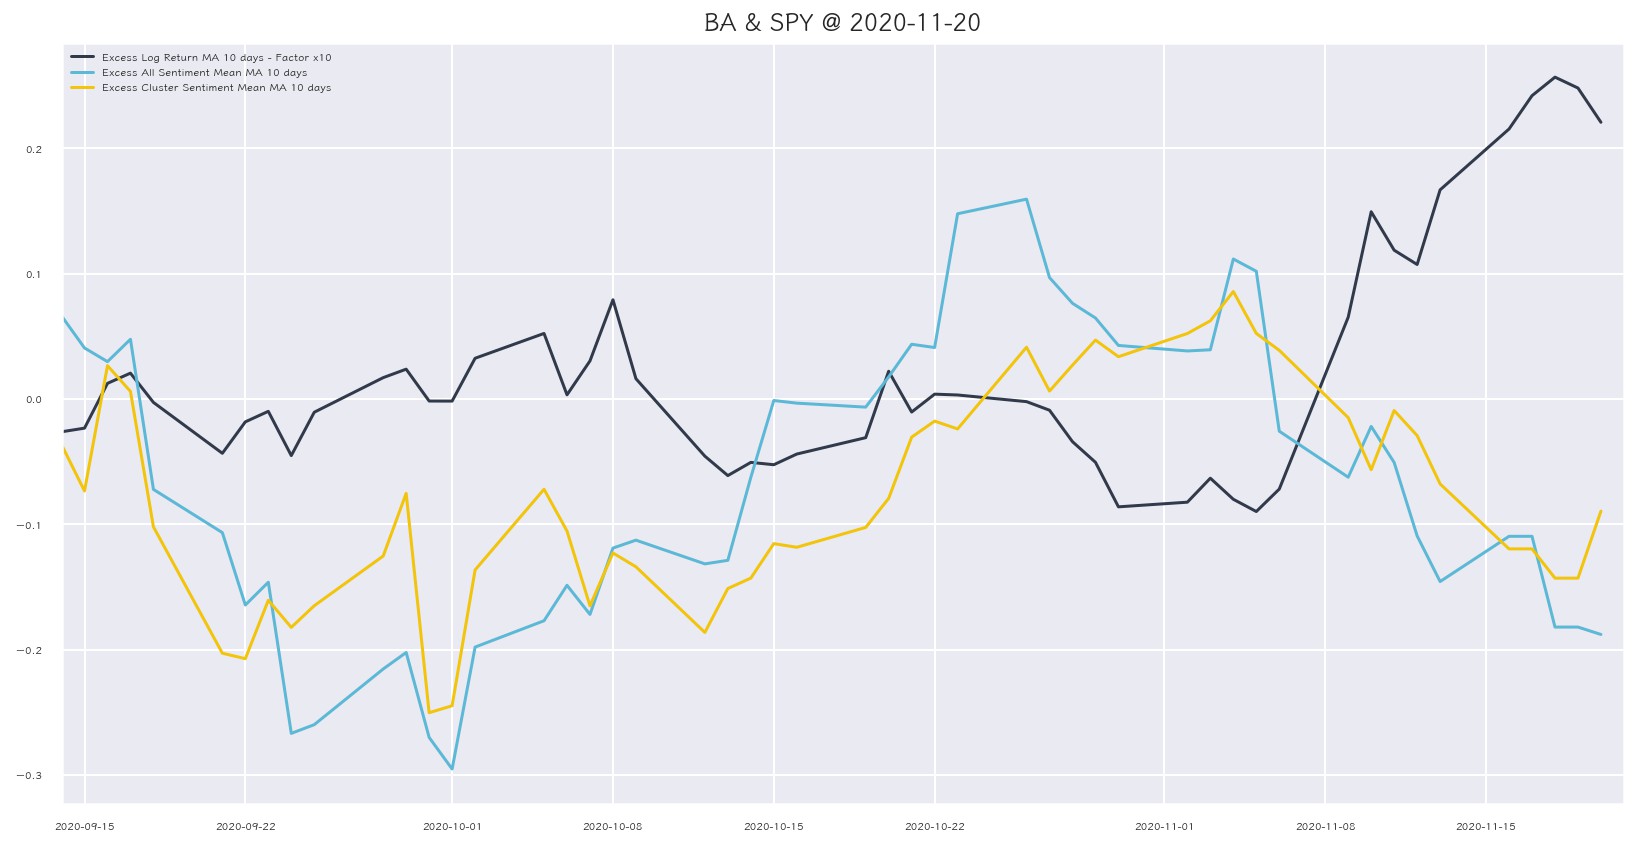 BA & SPY @ 2020-11-20
Excess Log Return MA 10 days - Factor x10
Excess All Sentiment Mean MA 10 days
Excess Cluster Sentiment Mean MA 10 days
0.2
0.1
0.0
−0.1
−0.2
−0.3
2020-09-15 2020-09-22 2020-10-01 2020-10-08 2020-10-15 2020-10-22 2020-11-01 2020-11-08 2020-11-15